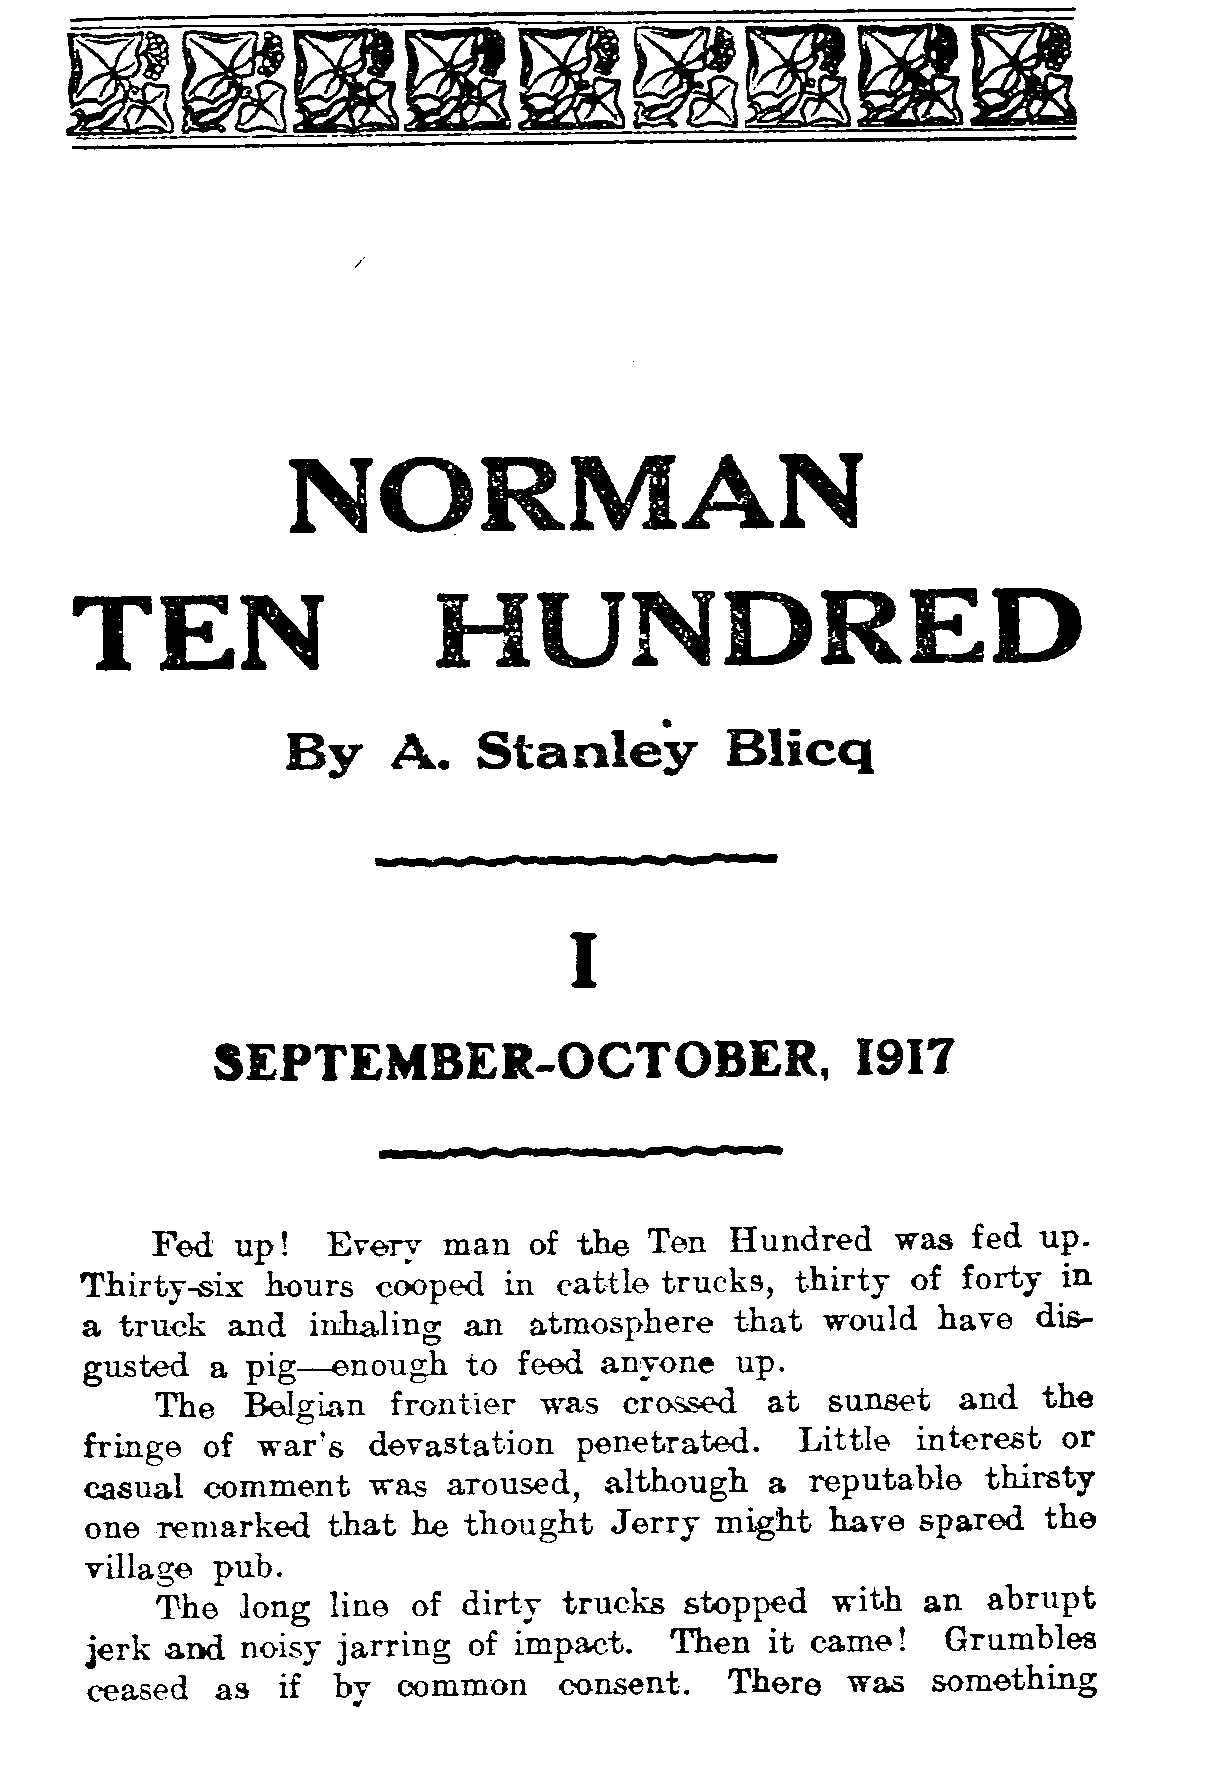 NORMAN
TEN HUNDRED
By A. Stanley Blicq
I
SEPTEMBER-OCTOBER, 1917
Fed up! Every man of the Ten Hundred was fed up.
Thirty-six hours cooped in cattle trucks, thirty of forty in
a truck and inhaling an atmosphere that would have dis-
gusted a pig—enough to feed anyone up.
The Belgian frontier was crossed at sunset and the
fringe of war's devastation penetrated. Little interest or
casual comment was aroused, although a reputable thirsty
one remarked that he thought Jerry might have spared the
village pub.
The long line of dirty trucks stopped with an abrupt
jerk and noisy jarring of impact. Then it came! Grumbles
ceased as if by common consent. There was something